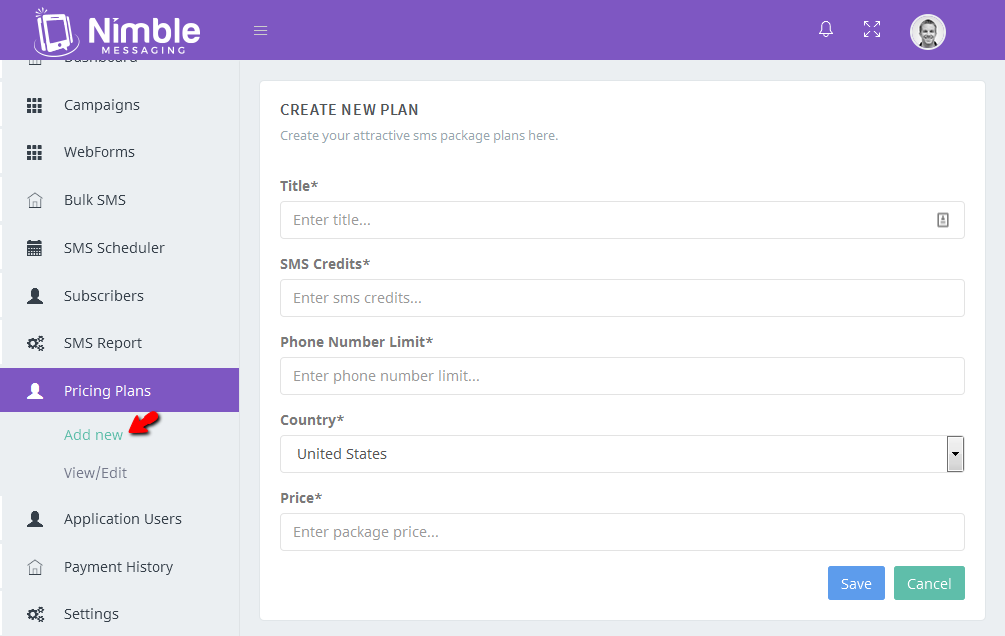 Nimble
MESSAGING
Dashboard
Campaigns
WebForms
Bulk SMS
SMS Scheduler
Subscribers
SMS Report
Pricing Plans
Add new
View/Edit
Application Users
Payment History
Settings
CREATE NEW PLAN
Create your attractive sms package plans here.
Title*
Enter title...
SMS Credits*
Enter sms credits...
Phone Number Limit*
Enter phone number limit...
Country*
United States
Price*
Enter package price...
Save Cancel